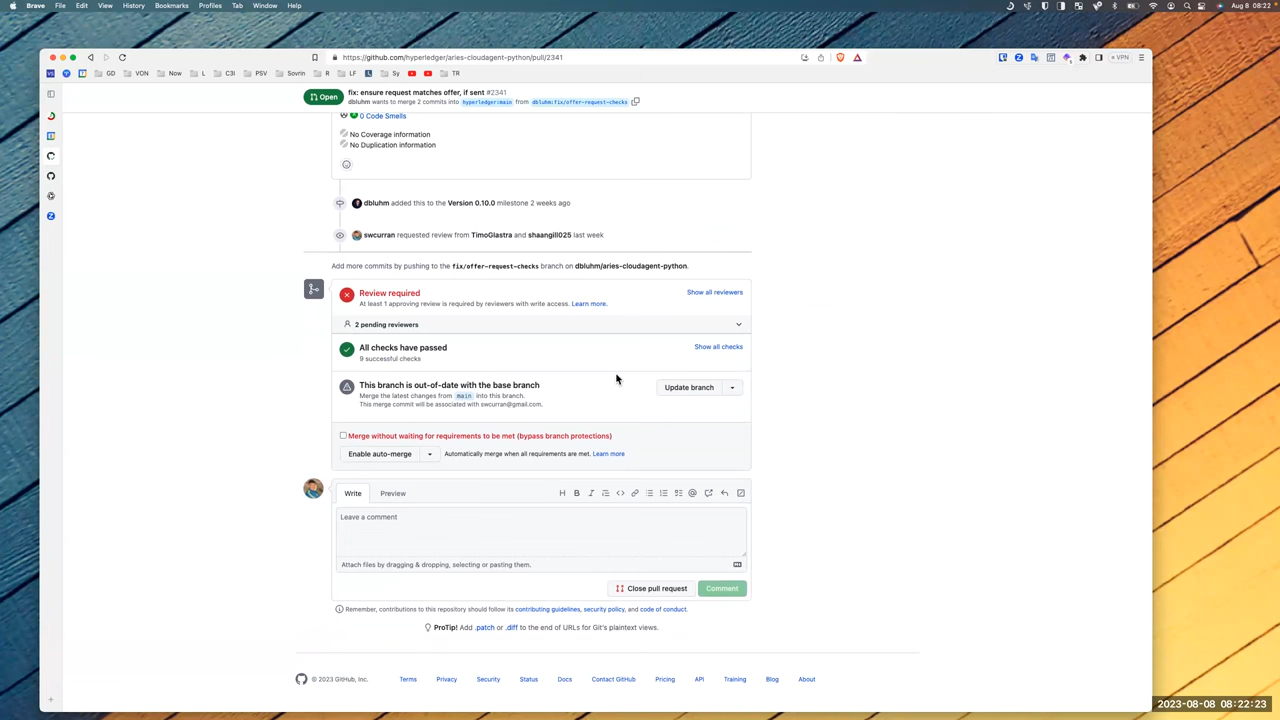 Brave File Edit View History Bookmarks Profiles Tab Window Help
Aug 8 08:22
https://github.com/hyperledger/aries-cloudagent-python/pull/2341
VPN
GD VON Now L C3I PSV Sovrin R LF Sy TR
Open
fix: ensure request matches offer, if sent #2341
dbluhm wants to merge 2 commits into hyperledger:main from dbluhm:fix/offer-request-checks
0 Code Smells
No Coverage information
No Duplication information
dbluhm added this to the Version 0.10.0 milestone 2 weeks ago
swcurran requested review from TimoGlastra and shaangill025 last week
Add more commits by pushing to the fix/offer-request-checks branch on dbluhm/aries-cloudagent-python.
Review required
Show all reviewers
At least 1 approving review is required by reviewers with write access. Learn more.
2 pending reviewers
All checks have passed
Show all checks
9 successful checks
This branch is out-of-date with the base branch
Update branch
Merge the latest changes from main into this branch.
This merge commit will be associated with swcurran@gmail.com.
Merge without waiting for requirements to be met (bypass branch protections)
Enable auto-merge
Automatically merge when all requirements are met. Learn more
Write Preview
Leave a comment
Attach files by dragging & dropping, selecting or pasting them.
Close pull request Comment
Remember, contributions to this repository should follow its contributing guidelines, security policy, and code of conduct.
ProTip! Add .patch or .diff to the end of URLs for Git's plaintext views.
© 2023 GitHub, Inc. Terms Privacy Security Status Docs Contact GitHub Pricing API Training Blog About
2023-08-08 08:22:23